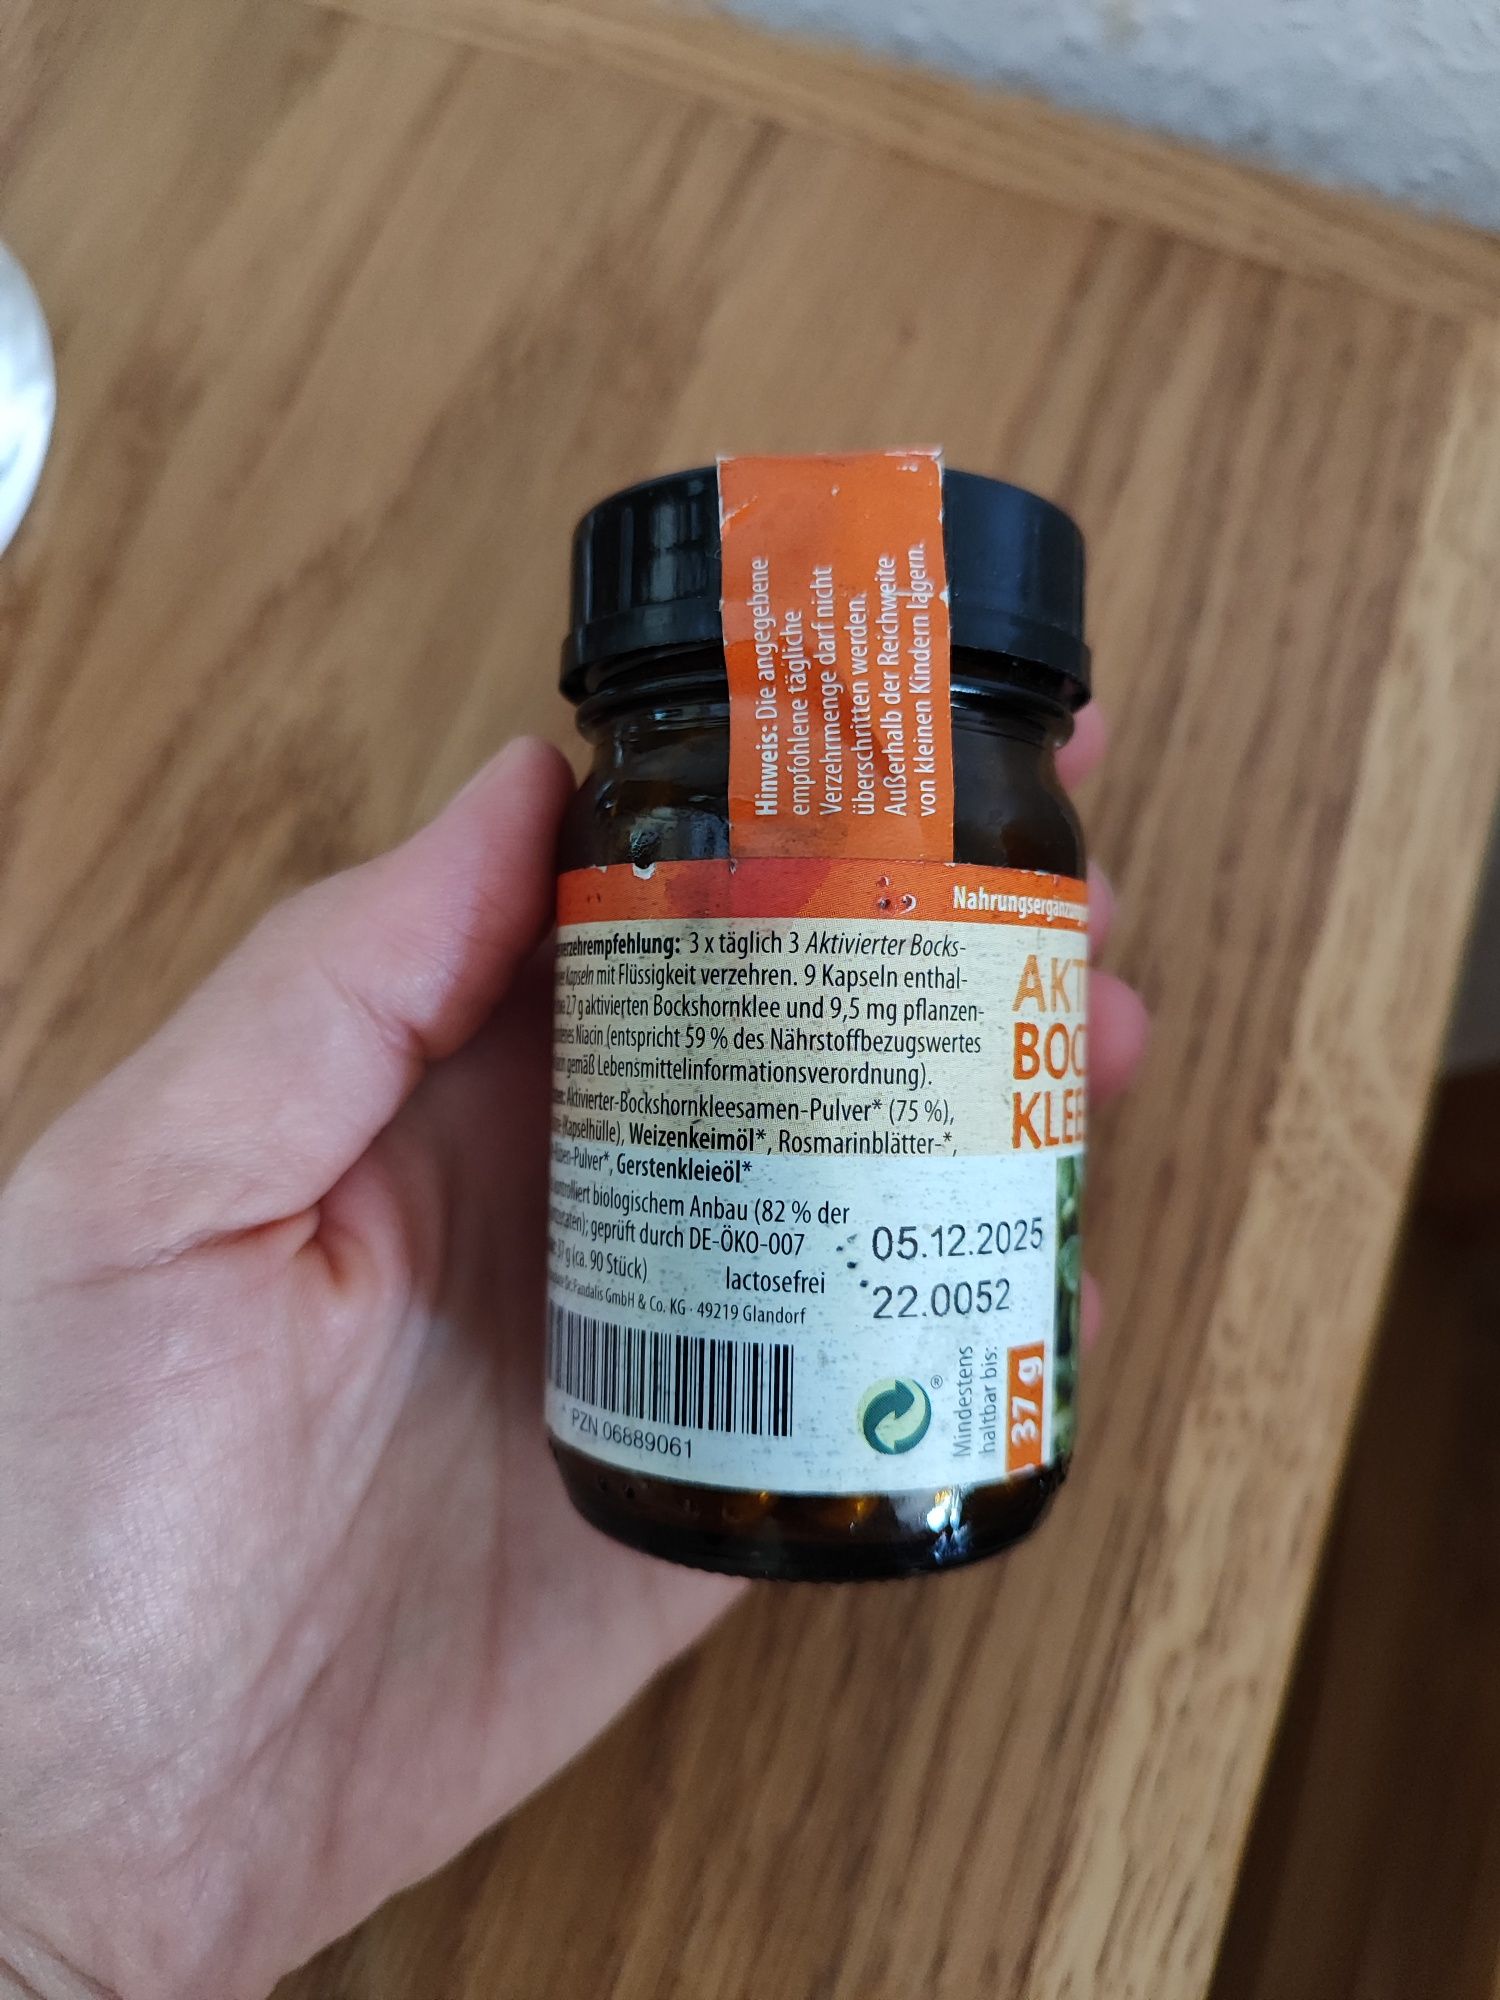 Hinweis: Die angegebene
empfohlene tägliche
Verzehrmenge darf nicht
überschritten werden.
Außerhalb der Reichweite
von kleinen Kindern lagern.
3 x täglich 3 Aktivierter Bocks-
Kapseln mit Flüssigkeit verzehren. 9 Kapseln enthal-
2,7 g aktivierten Bockshornklee und 9,5 mg pflanzen-
Niacin (entspricht 59 % des Nährstoffbezugswertes
gemäß Lebensmittelinformationsverordnung).
Aktivierter-Bockshornkleesamen-Pulver* (75 %),
(Kapselhülle), Weizenkeimöl*, Rosmarinblätter-*,
Pulver*, Gerstenkleieöl*
biologischem Anbau (82 % der
geprüft durch DE-ÖKO-007
37 g (ca. 90 Stück)
lactosefrei
Dr. Pandalis GmbH & Co. KG · 49219 Glandorf
PZN 06889061
05.12.2025
22.0052
Mindestens
haltbar bis:
37 g
AKT
BOC
KLEE